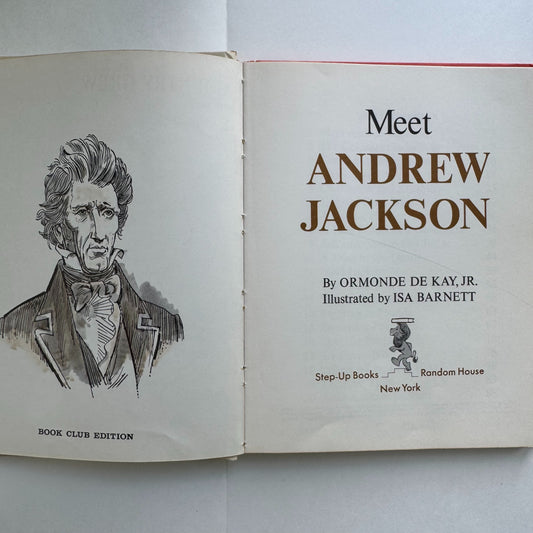 BOOK CLUB EDITION
Meet
ANDREW
JACKSON
By ORMONDE DE KAY, JR.
Illustrated by ISA BARNETT
Step-Up Books Random House
New York